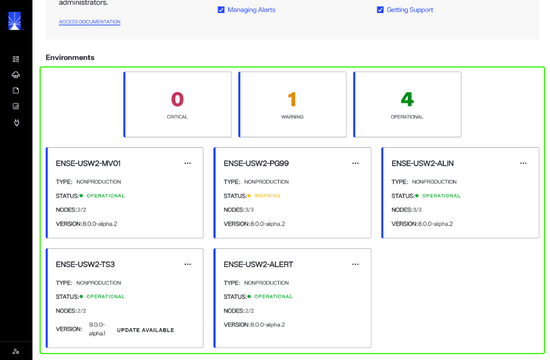 administrators.
Managing Alerts
Getting Support
ACCESS DOCUMENTATION
Environments
0
CRITICAL
1
WARNING
4
OPERATIONAL
ENSE-USW2-MV01 ...
TYPE: NONPRODUCTION
STATUS: OPERATIONAL
NODES:2/2
VERSION:8.0.0-alpha.2
ENSE-USW2-PG99 ...
TYPE: NONPRODUCTION
STATUS: WARNING
NODES:3/3
VERSION:8.0.0-alpha.2
ENSE-USW2-ALIN ...
TYPE: NONPRODUCTION
STATUS: OPERATIONAL
NODES:3/3
VERSION:8.0.0-alpha.2
ENSE-USW2-TS3 ...
TYPE: NONPRODUCTION
STATUS: OPERATIONAL
NODES:2/2
VERSION: 8.0.0-
alpha.1 UPDATE AVAILABLE
ENSE-USW2-ALERT ...
TYPE: NONPRODUCTION
STATUS: OPERATIONAL
NODES:2/2
VERSION:8.0.0-alpha.2